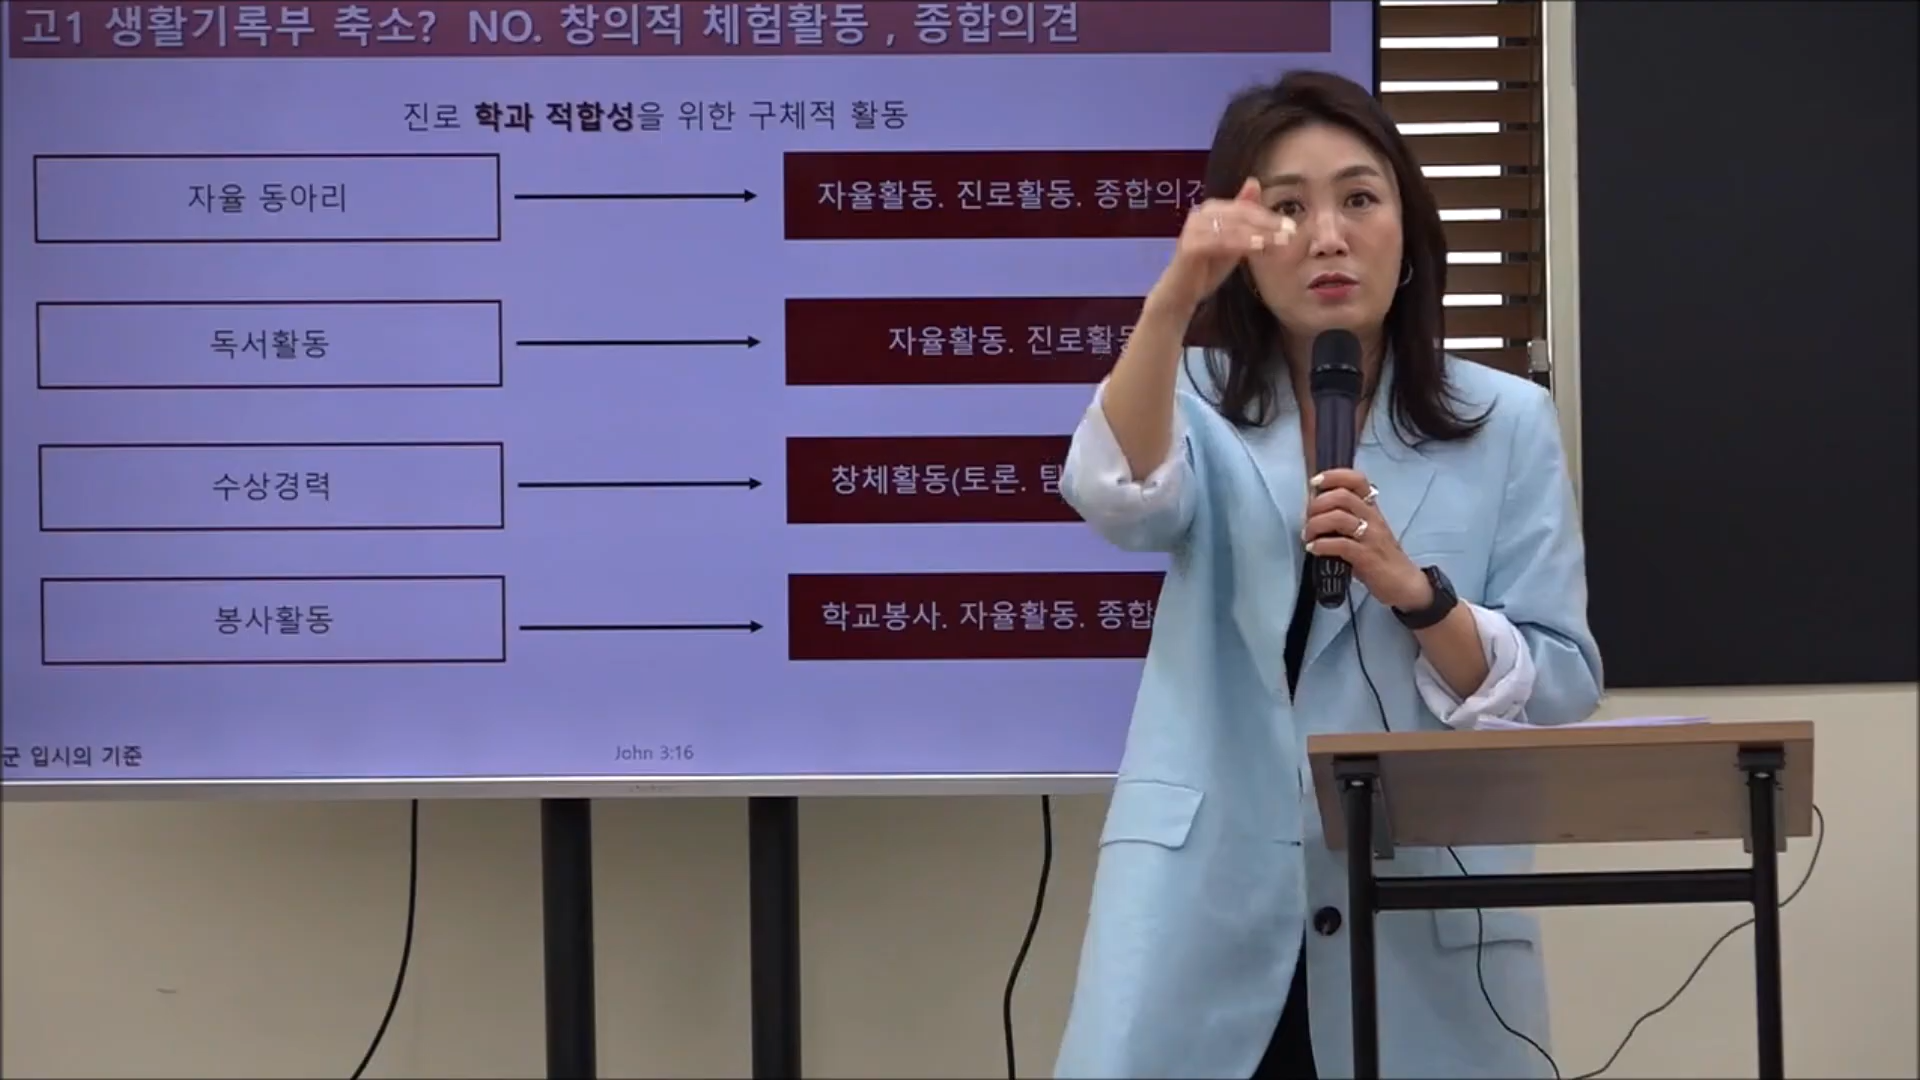 고1 생활기록부 축소? NO. 창의적 체험활동 , 종합의견
진로 학과 적합성을 위한 구체적 활동
자율 동아리
자율활동. 진로활동. 종합의견
독서활동
자율활동. 진로활동
수상경력
창체활동(토론.
봉사활동
학교봉사. 자율활동. 종합
군 입시의 기준
John 3:16